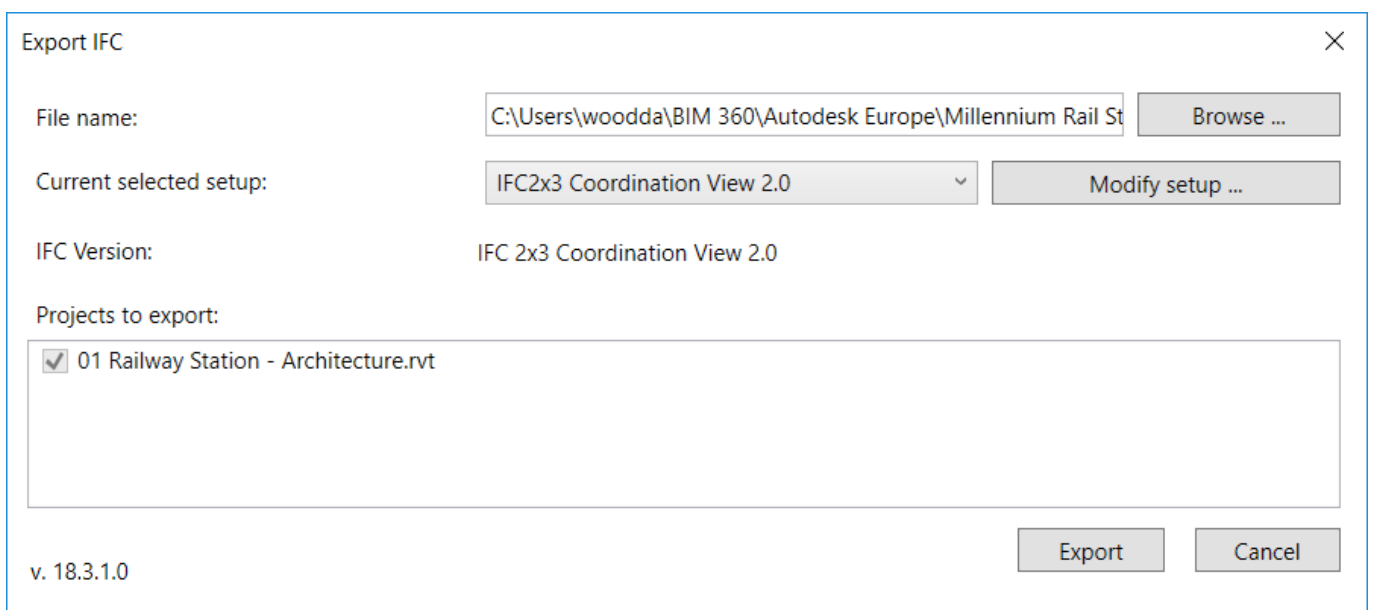 Export IFC
File name:
C:\Users\woodda\BIM 360\Autodesk Europe\Millennium Rail St
Browse ...
Current selected setup:
IFC2x3 Coordination View 2.0
Modify setup ...
IFC Version:
IFC 2x3 Coordination View 2.0
Projects to export:
01 Railway Station - Architecture.rvt
Export
Cancel
v. 18.3.1.0